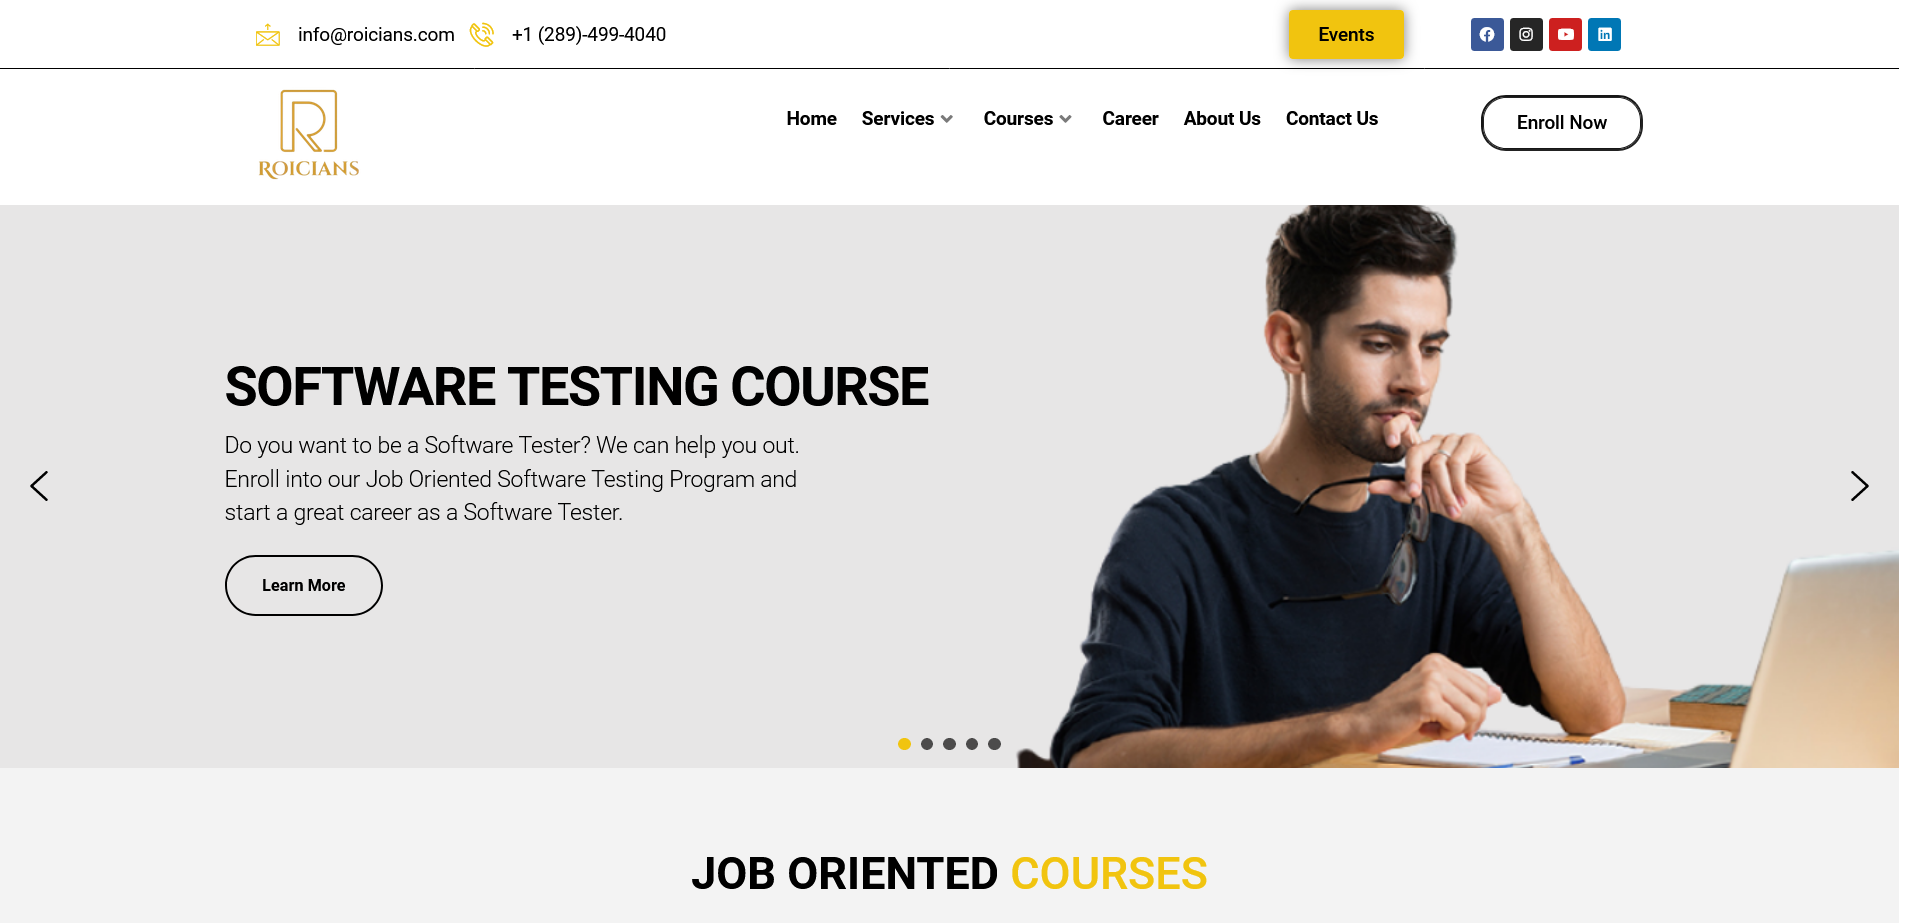 info@roicians.com
+1 (289)-499-4040
Events
R
ROICIANS
Home
Services
Courses
Career
About Us
Contact Us
Enroll Now
SOFTWARE TESTING COURSE
Do you want to be a Software Tester? We can help you out.
Enroll into our Job Oriented Software Testing Program and
start a great career as a Software Tester.
Learn More
JOB ORIENTED COURSES